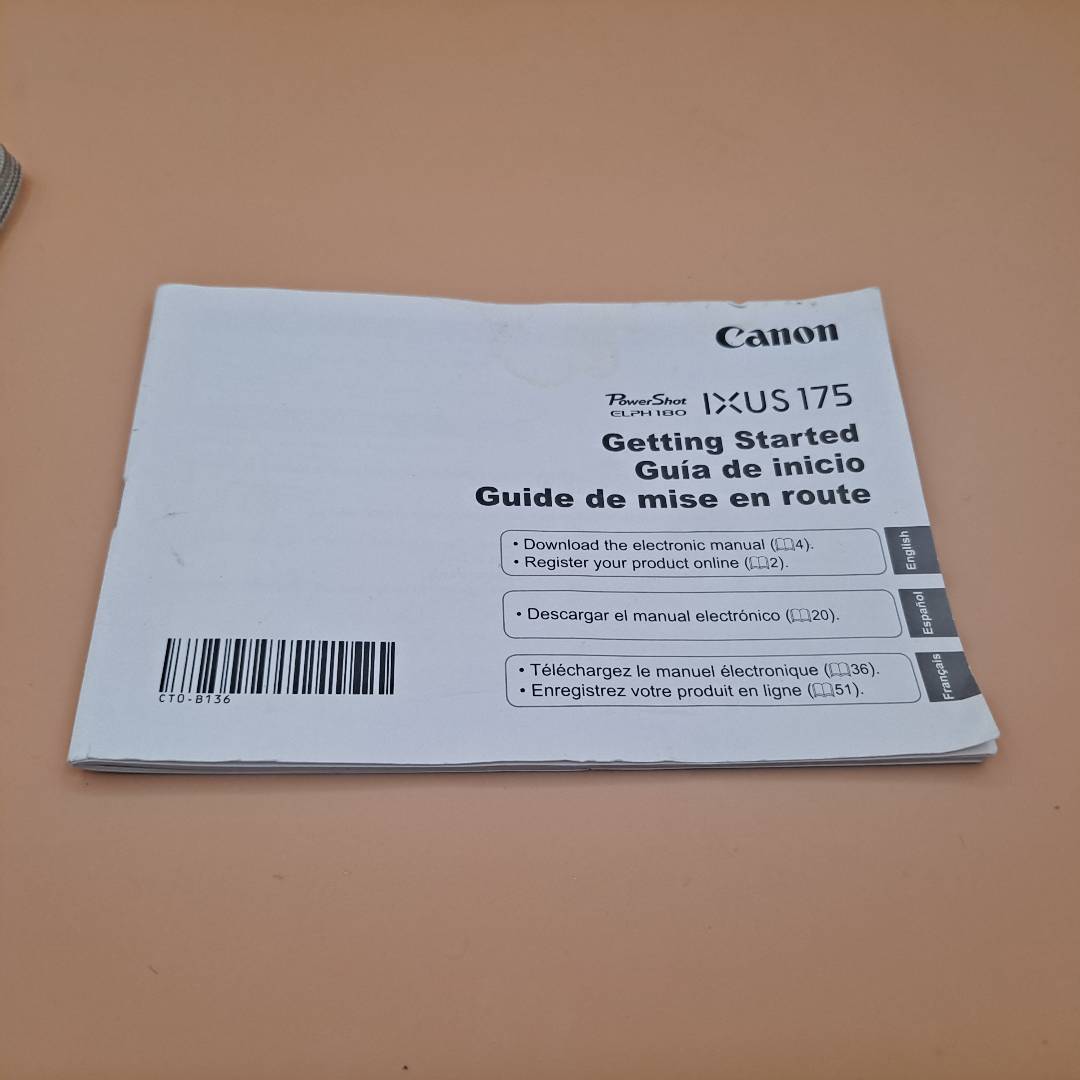 Canon
PowerShot
ELPH 180
IXUS 175
Getting Started
Guía de inicio
Guide de mise en route
• Download the electronic manual (📖4).
• Register your product online (📖2).
English
• Descargar el manual electrónico (📖20).
Español
• Téléchargez le manuel électronique (📖36).
• Enregistrez votre produit en ligne (📖51).
Français
CT0-B136